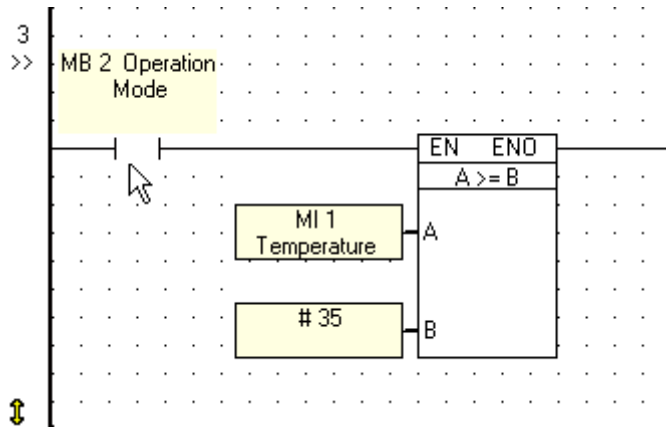 3
>>
MB 2 Operation
Mode
EN ENO
A >= B
MI 1
Temperature
A
# 35
B